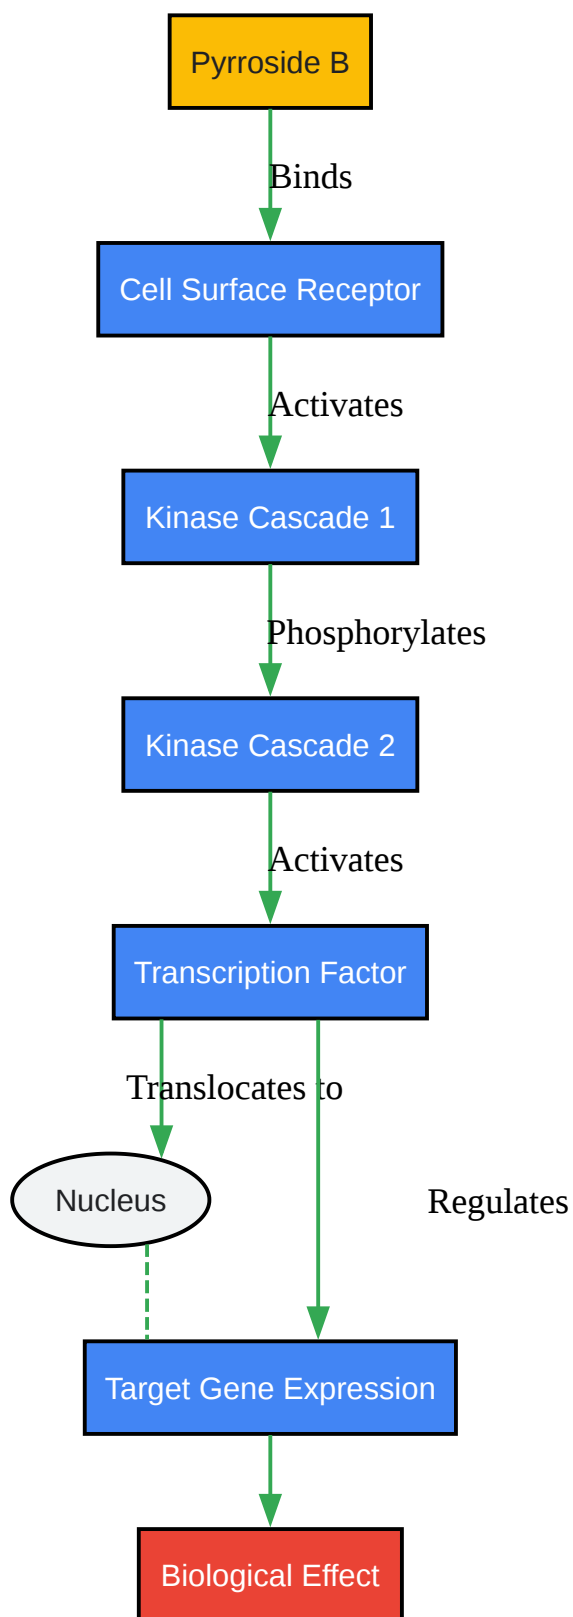 Pyrroside B
Binds
Cell Surface Receptor
Activates
Kinase Cascade 1
Phosphorylates
Kinase Cascade 2
Activates
Transcription Factor
Translocates to
Nucleus
Regulates
Target Gene Expression
Biological Effect